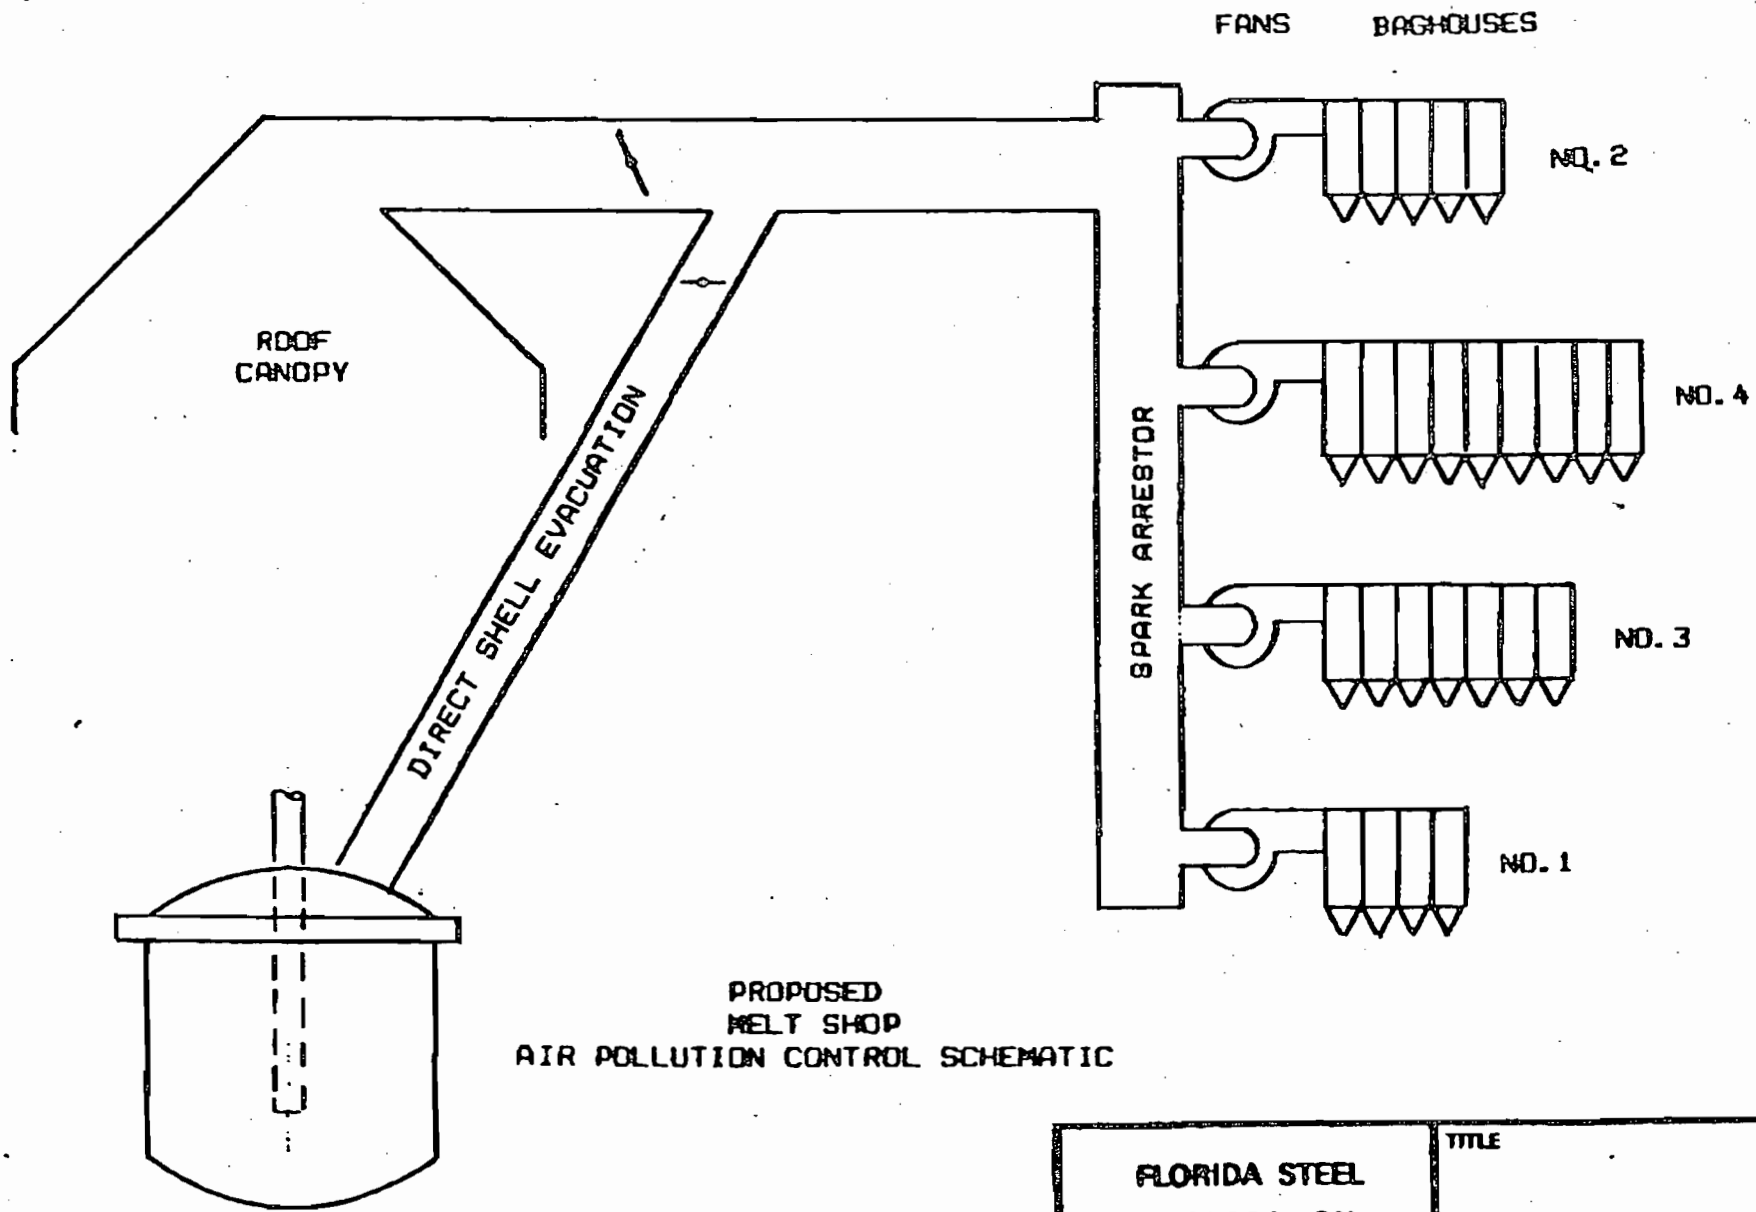 FANS BAGHOUSES
NO. 2
ROOF
CANOPY
NO. 4
DIRECT SHELL EVACUATION
SPARK ARRESTOR
NO. 3
NO. 1
PROPOSED
MELT SHOP
AIR POLLUTION CONTROL SCHEMATIC
TITLE
FLORIDA STEEL